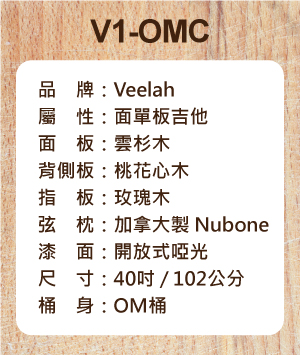 V1-OMC
品　牌：Veelah
屬　性：面單板吉他
面　板：雲杉木
背側板：桃花心木
指　板：玫瑰木
弦　枕：加拿大製 Nubone
漆　面：開放式啞光
尺　寸：40吋 / 102公分
桶　身：OM桶